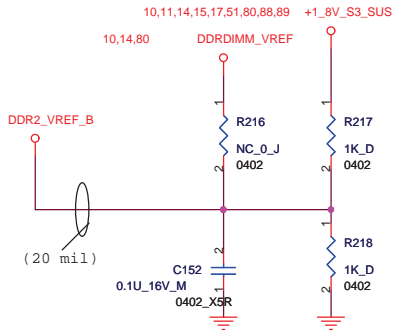 10,11,14,15,17,51,80,88,89 +1_8V_S3_SUS
10,14,80 DDRDIMM_VREF
DDR2_VREF_B
1 R216 1 R217
NC_0_J 1K_D
2 0402 2 0402
(20 mil)
2 C152 1 R218
0.1U_16V_M 1K_D
1 0402_X5R 2 0402